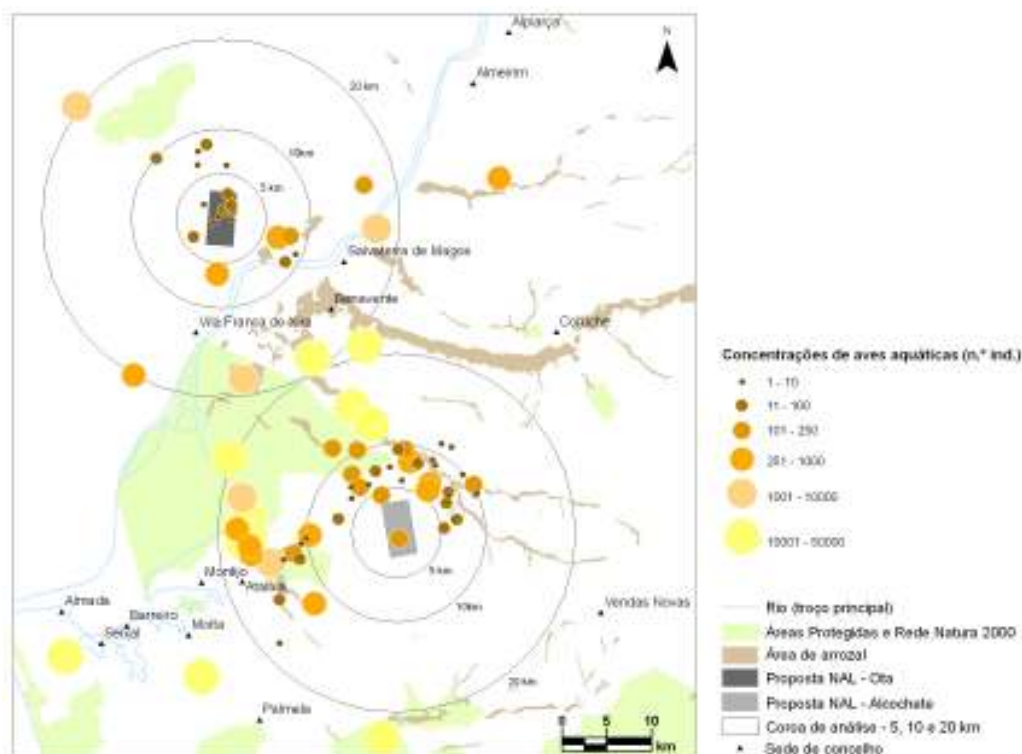 Alpiarça
N
Almeirim
20 km
10km
5 km
Salvaterra de Magos
Benavente
Vila Franca de Xira
Coruche
Montijo
Atalaia
Almada
Barreiro
Seixal
Moita
Palmela
Vendas Novas
5 km
10km
20 km
0 5 10
km
Concentrações de aves aquáticas (n.º ind.)
1 - 10
11 - 100
101 - 250
251 - 1000
1001 - 10000
10001 - 50000
Rio (troço principal)
Áreas Protegidas e Rede Natura 2000
Área de arrozal
Proposta NAL - Ota
Proposta NAL - Alcochete
Coroa de análise - 5, 10 e 20 km
Sede de concelho